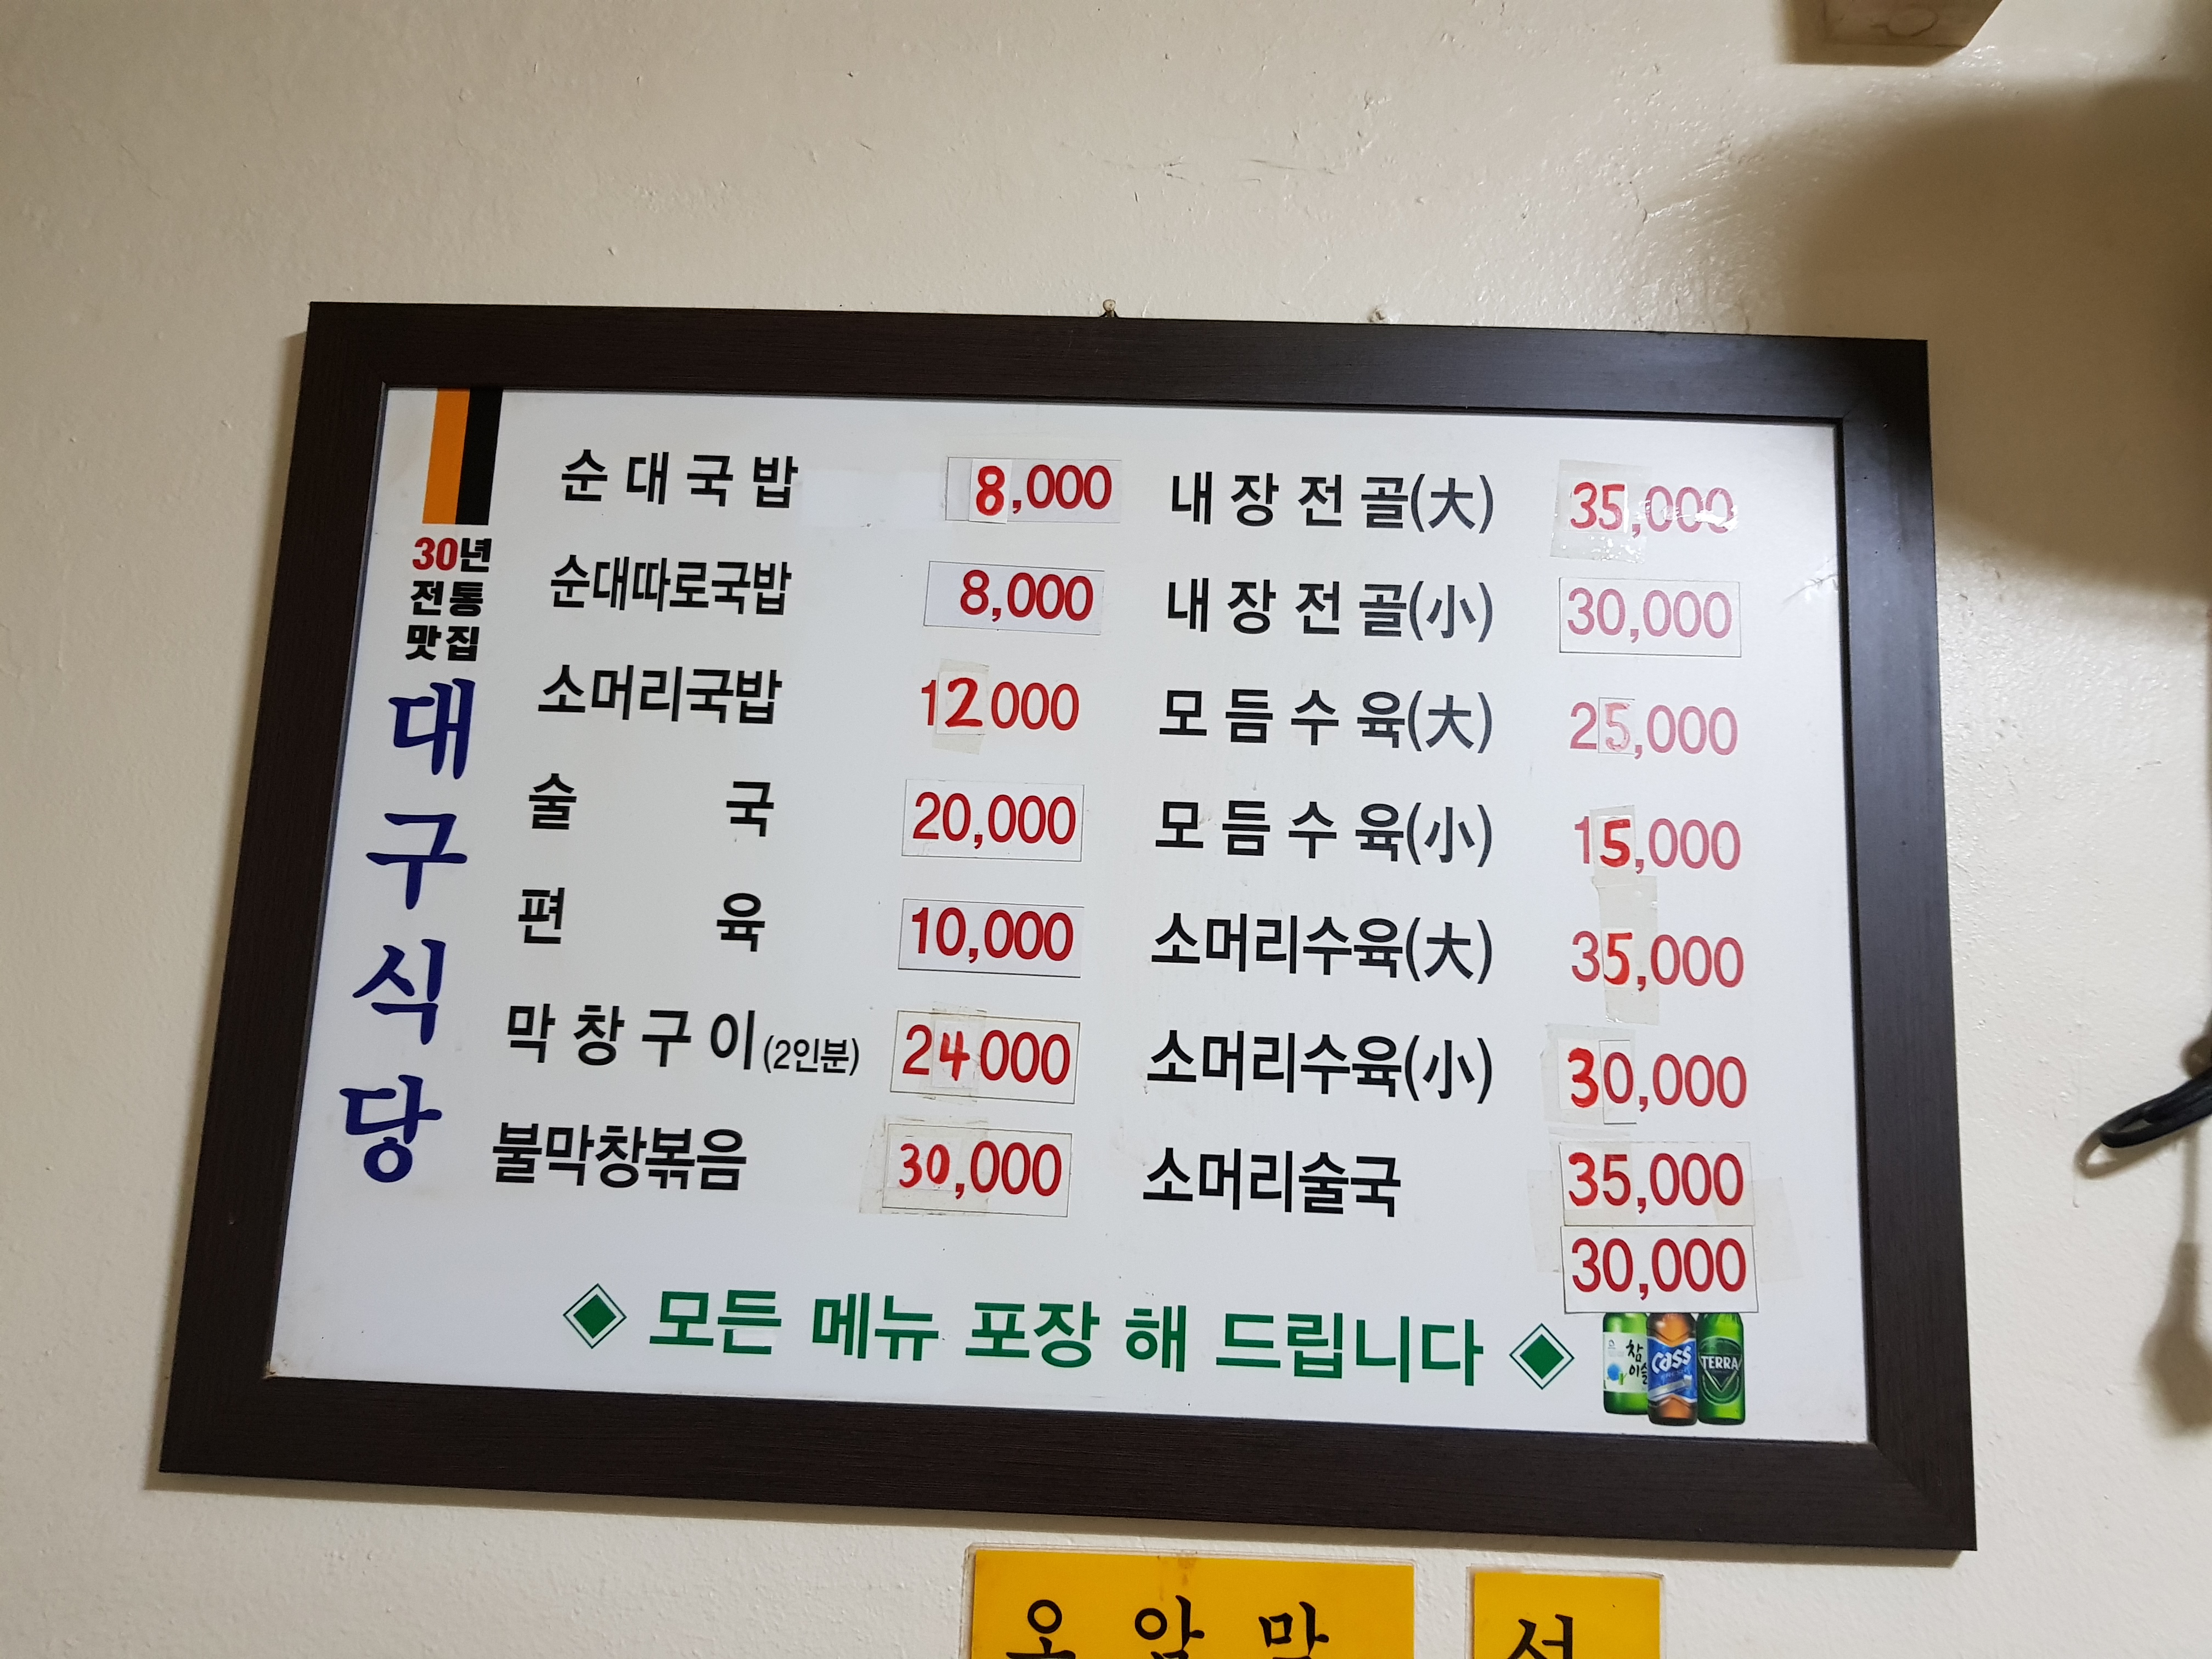 30년
전통
맛집
대구식당
순대국밥 8,000
순대따로국밥 8,000
소머리국밥 12000
술국 20,000
편육 10,000
막창구이(2인분) 24000
불막창볶음 30,000
내장전골(大) 35,000
내장전골(小) 30,000
모듬수육(大) 25,000
모듬수육(小) 15,000
소머리수육(大) 35,000
소머리수육(小) 30,000
소머리술국 35,000
30,000
모든 메뉴 포장 해 드립니다
참이슬
Cass
TERRA